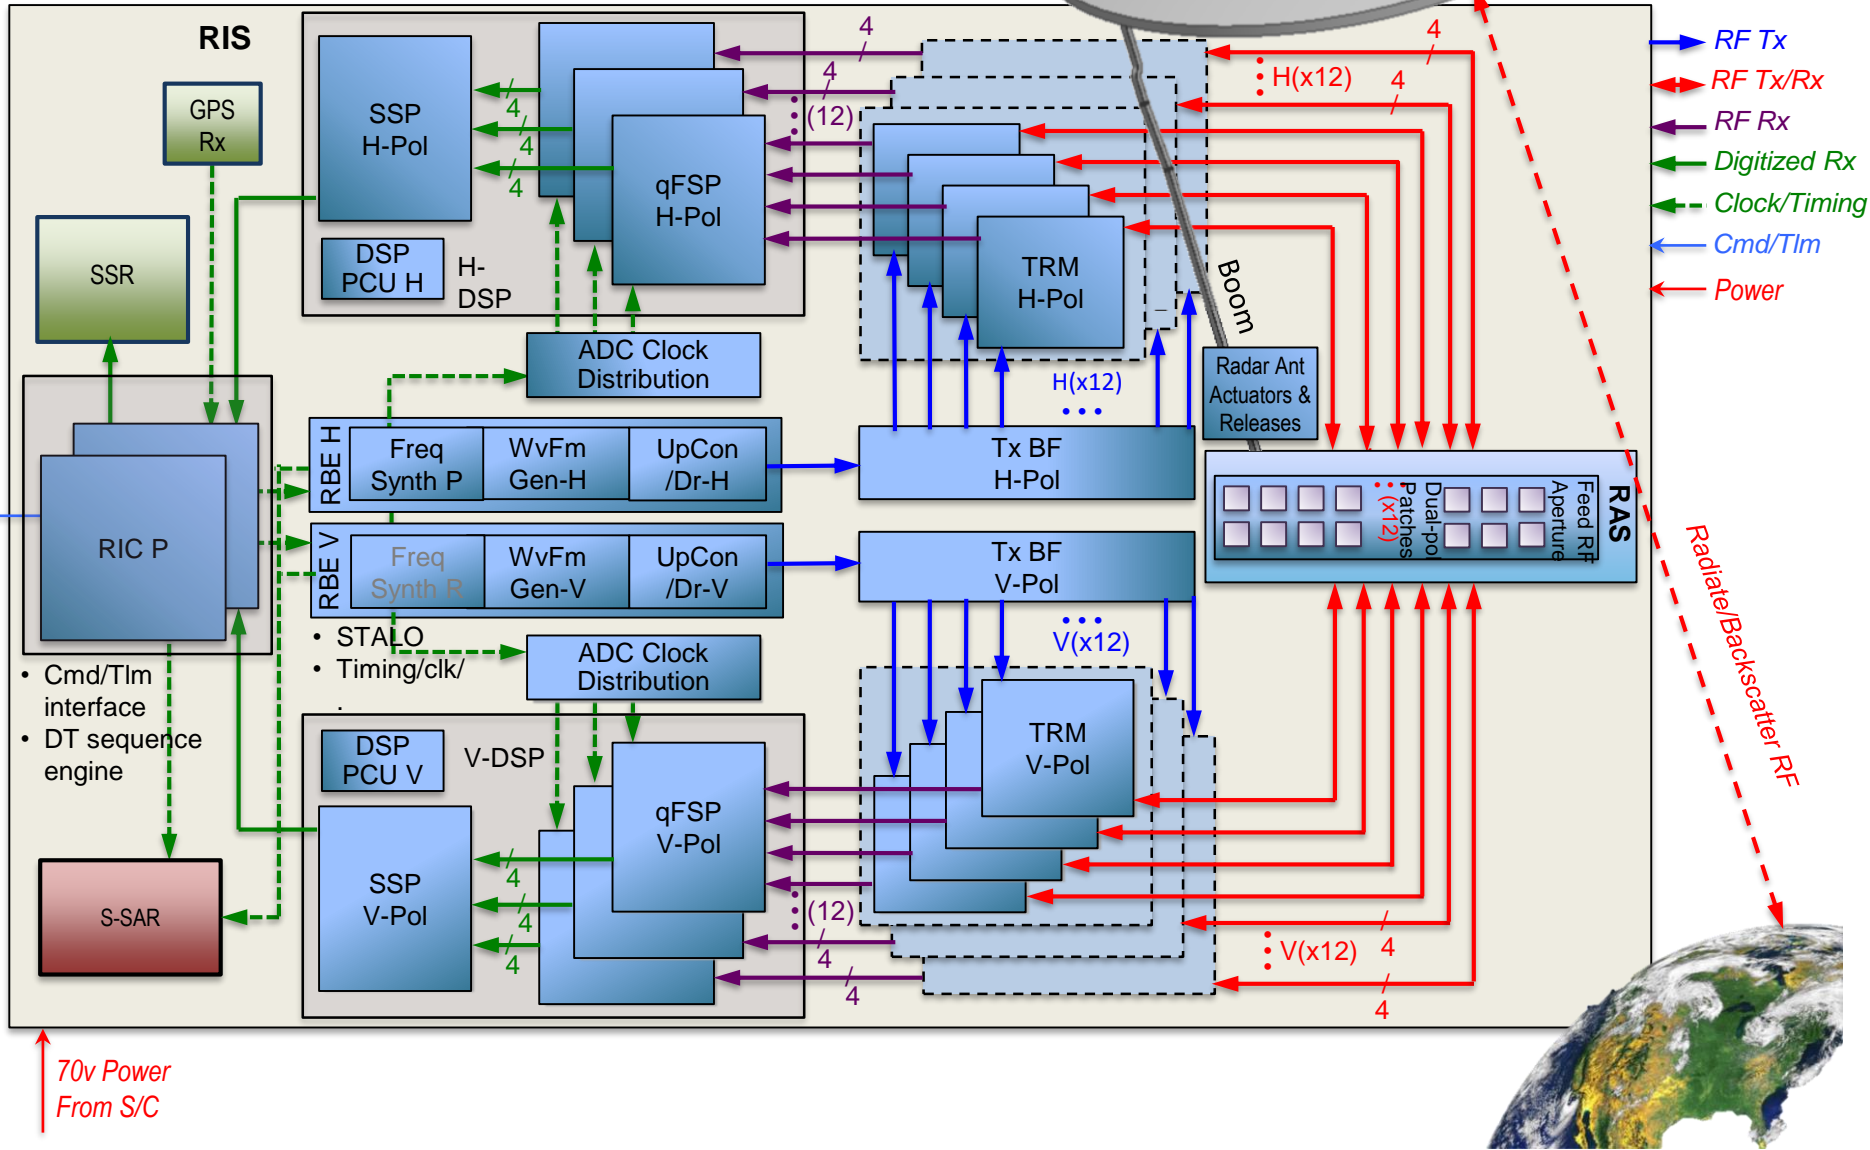 RIS
GPS
Rx
SSR
SSP
H-Pol
DSP
PCU H
H-
DSP
qFSP
H-Pol
4
4
4
4
4
(12)
TRM
H-Pol
H(x12)
4
4
Boom
RF Tx
RF Tx/Rx
RF Rx
Digitized Rx
Clock/Timing
Cmd/Tlm
Power
ADC Clock
Distribution
H(x12)
Radar Ant
Actuators &
Releases
RIC P
RBE H
Freq
Synth P
WvFm
Gen-H
UpCon
/Dr-H
Tx BF
H-Pol
RBE V
Freq
Synth R
WvFm
Gen-V
UpCon
/Dr-V
Tx BF
V-Pol
(x12)
Patches
Dual-pol
Aperture
Feed RF
RAS
Radiate/Backscatter RF
• STALO
• Timing/clk/
.
ADC Clock
Distribution
V(x12)
• Cmd/Tlm
interface
• DT sequence
engine
DSP
PCU V
V-DSP
qFSP
V-Pol
TRM
V-Pol
SSP
V-Pol
4
4
4
(12)
4
4
V(x12)
4
4
S-SAR
70v Power
From S/C